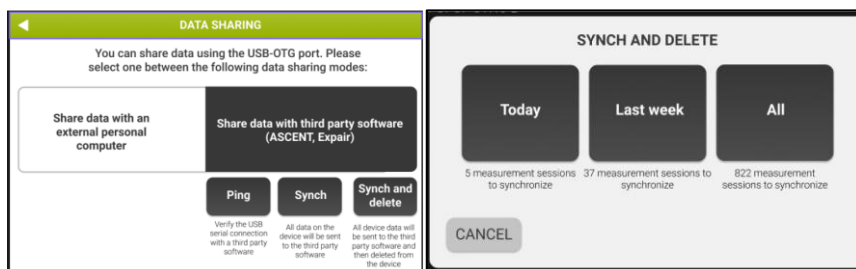 DATA SHARING
You can share data using the USB-OTG port. Please
select one between the following data sharing modes:
Share data with an
external personal
computer
Share data with third party software
(ASCENT, Expair)
Ping
Synch
Synch and
delete
Verify the USB
serial connection
with a third party
software
All data on the
device will be sent
to the third party
software
All device data will
be sent to the third
party software and
then deleted from
the device
SYNCH AND DELETE
Today
Last week
All
5 measurement sessions
to synchronize
37 measurement sessions to
synchronize
822 measurement
sessions to synchronize
CANCEL